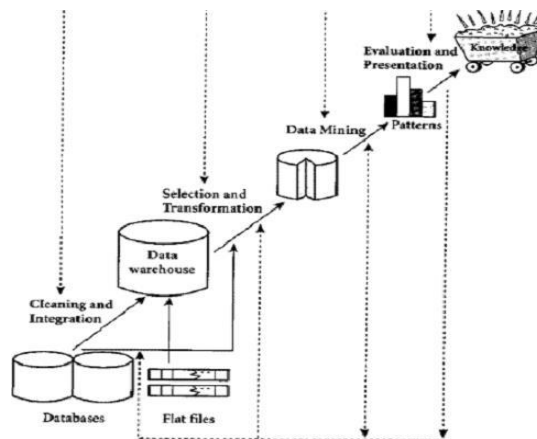 Evaluation and
Presentation
Knowledge
Data Mining
Patterns
Selection and
Transformation
Data
warehouse
Cleaning and
Integration
Databases
Flat files